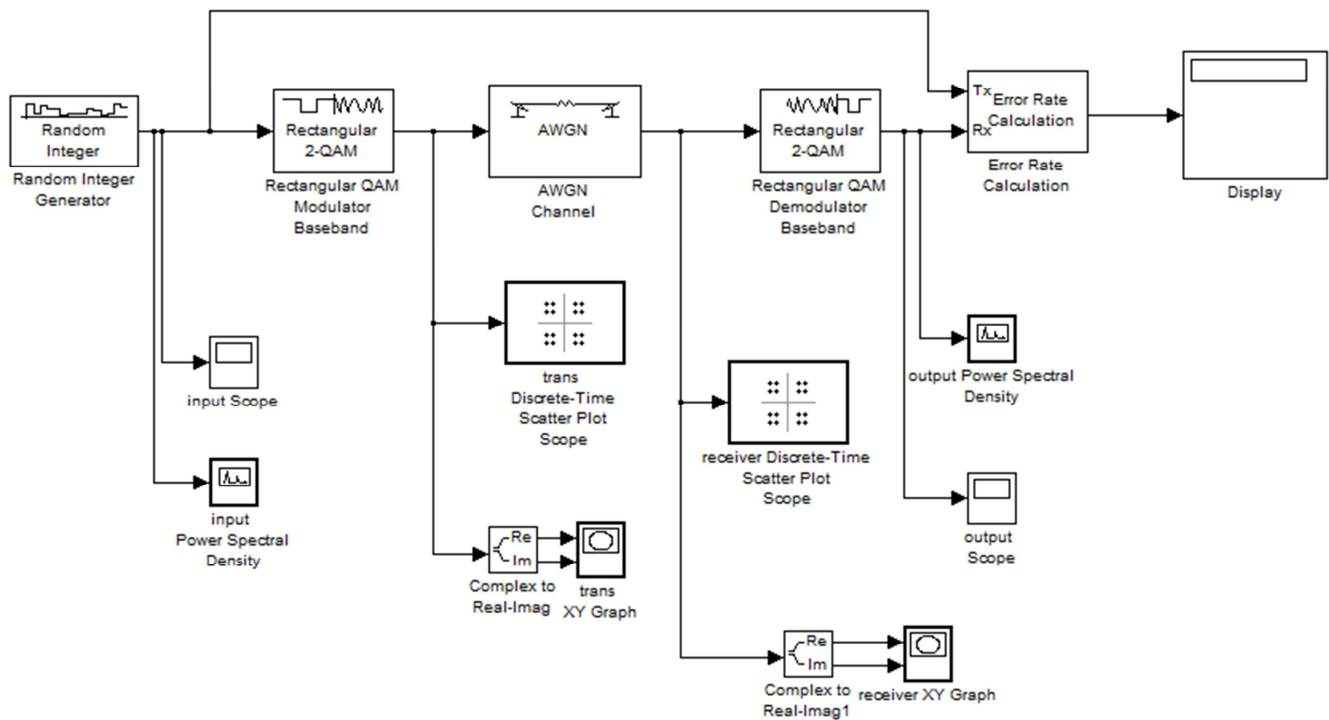 Random
Integer
Random Integer
Generator
Rectangular
2-QAM
Rectangular QAM
Modulator
Baseband
AWGN
AWGN
Channel
Rectangular
2-QAM
Rectangular QAM
Demodulator
Baseband
Tx
Rx
Error Rate
Calculation
Error Rate
Calculation
Display
input Scope
input
Power Spectral
Density
trans
Discrete-Time
Scatter Plot
Scope
receiver Discrete-Time
Scatter Plot
Scope
output Power Spectral
Density
output
Scope
Re
Im
Complex to
Real-Imag
trans
XY Graph
Re
Im
Complex to
Real-Imag1
receiver XY Graph